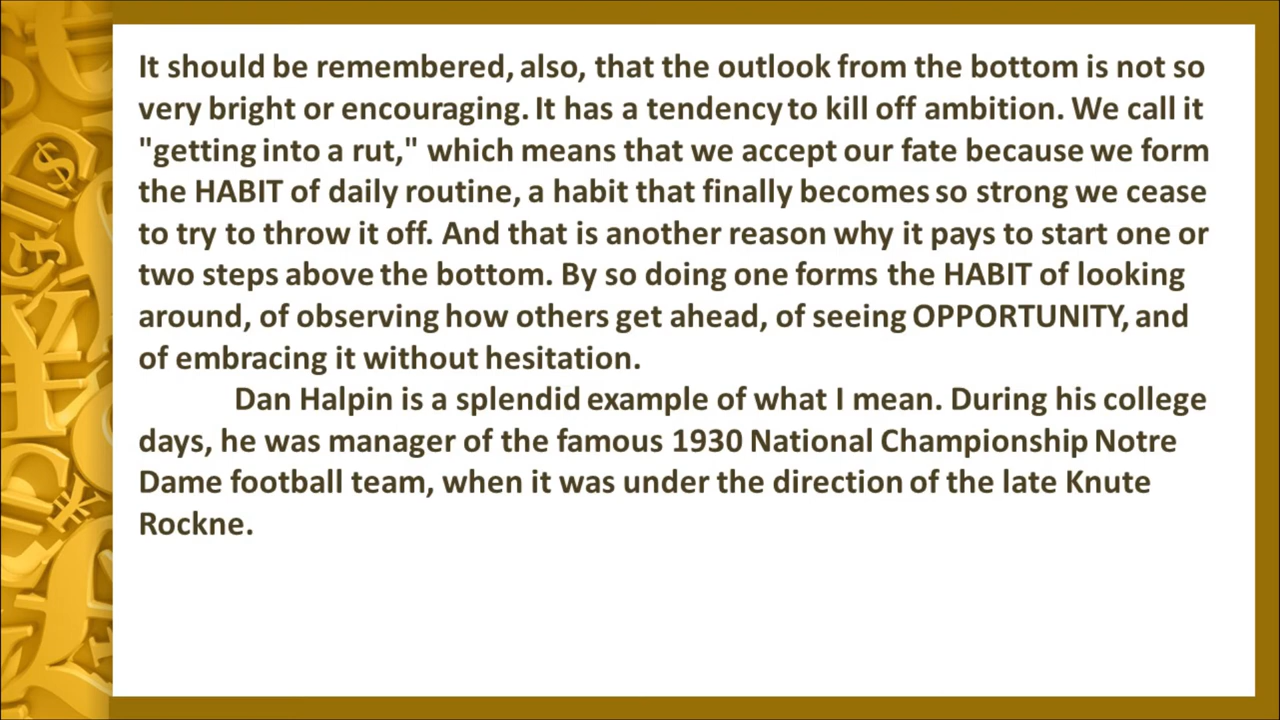 It should be remembered, also, that the outlook from the bottom is not so
very bright or encouraging. It has a tendency to kill off ambition. We call it
"getting into a rut," which means that we accept our fate because we form
the HABIT of daily routine, a habit that finally becomes so strong we cease
to try to throw it off. And that is another reason why it pays to start one or
two steps above the bottom. By so doing one forms the HABIT of looking
around, of observing how others get ahead, of seeing OPPORTUNITY, and
of embracing it without hesitation.
Dan Halpin is a splendid example of what I mean. During his college
days, he was manager of the famous 1930 National Championship Notre
Dame football team, when it was under the direction of the late Knute
Rockne.